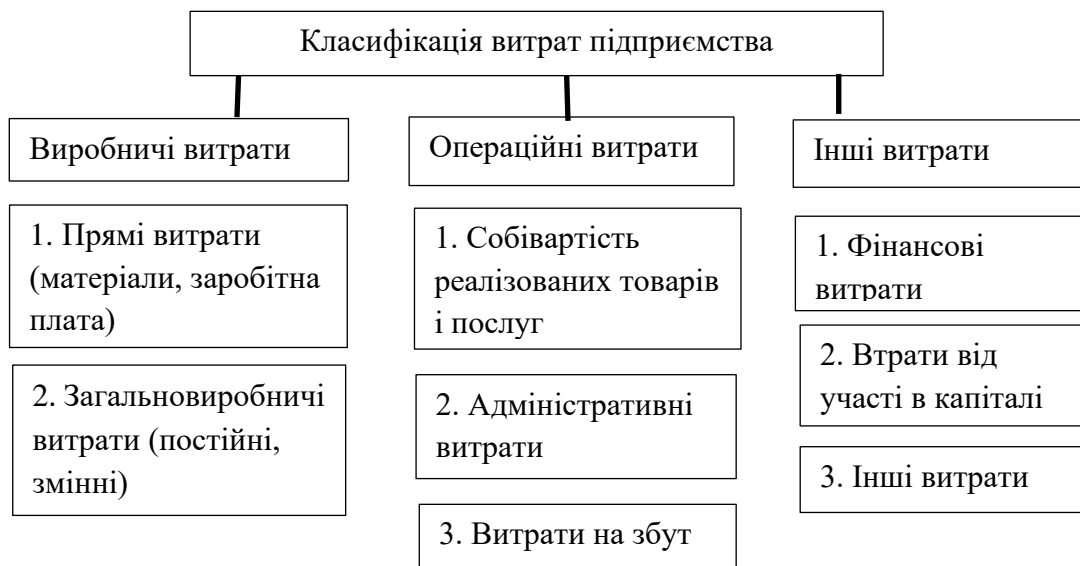 Класифікація витрат підприємства
Виробничі витрати
1. Прямі витрати
(матеріали, заробітна
плата)
2. Загальновиробничі
витрати (постійні,
змінні)
Операційні витрати
1. Собівартість
реалізованих товарів
і послуг
2. Адміністративні
витрати
3. Витрати на збут
Інші витрати
1. Фінансові
витрати
2. Втрати від
участі в капіталі
3. Інші витрати